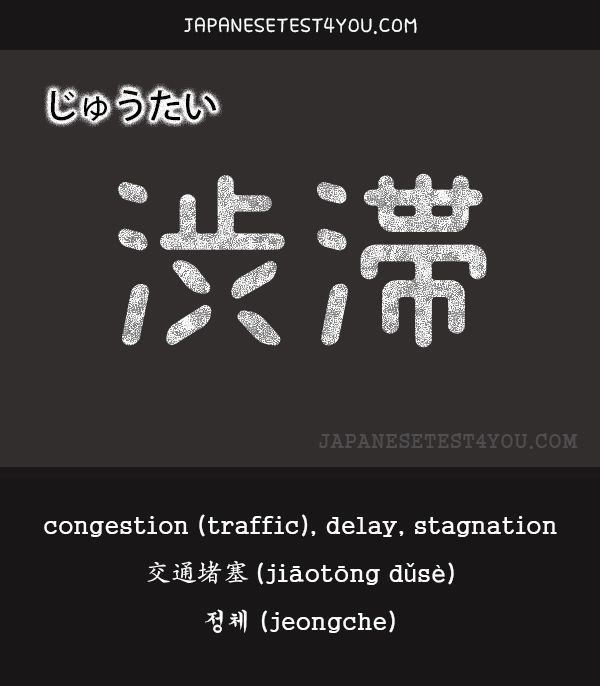 JAPANESETEST4YOU.COM
じゅうたい
渋滞
JAPANESETEST4YOU.COM
congestion (traffic), delay, stagnation
交通堵塞 (jiāotōng dǔsè)
정체 (jeongche)